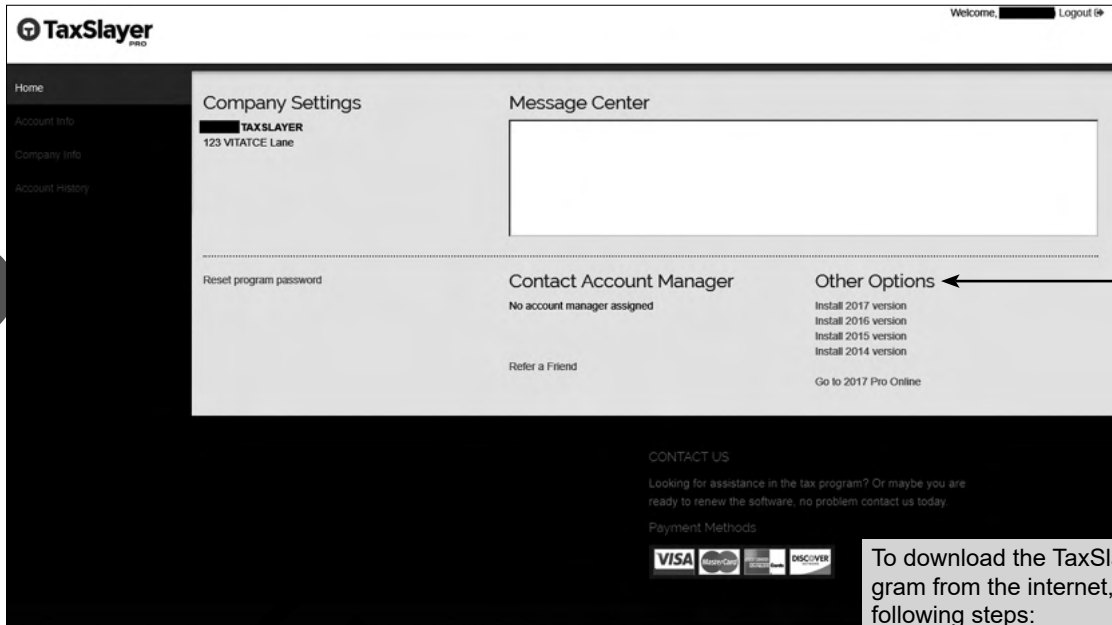 Welcome, Logout
TaxSlayer
PRO
Home
Account Info
Company Info
Account History
Company Settings
TAXSLAYER
123 VITATCE Lane
Message Center
Reset program password
Contact Account Manager
No account manager assigned
Refer a Friend
Other Options
Install 2017 version
Install 2016 version
Install 2015 version
Install 2014 version
Go to 2017 Pro Online
CONTACT US
Looking for assistance in the tax program? Or maybe you are
ready to renew the software, no problem contact us today.
Payment Methods
VISA MasterCard DISCOVER
To download the TaxSl
gram from the internet,
following steps: